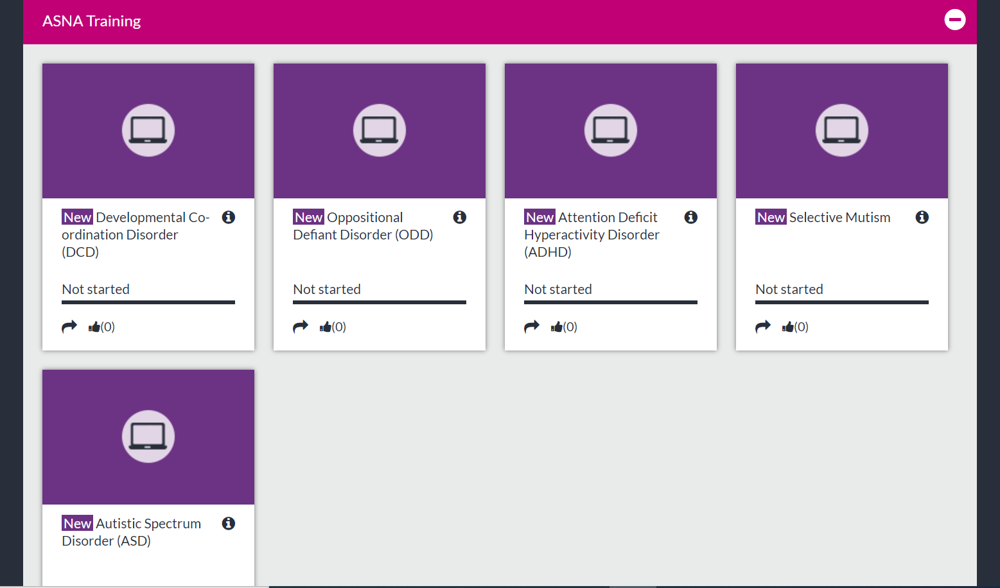 ASNA Training
New Developmental Co-
ordination Disorder
(DCD)
Not started
(0)
New Oppositional
Defiant Disorder (ODD)
Not started
(0)
New Attention Deficit
Hyperactivity Disorder
(ADHD)
Not started
(0)
New Selective Mutism
Not started
(0)
New Autistic Spectrum
Disorder (ASD)